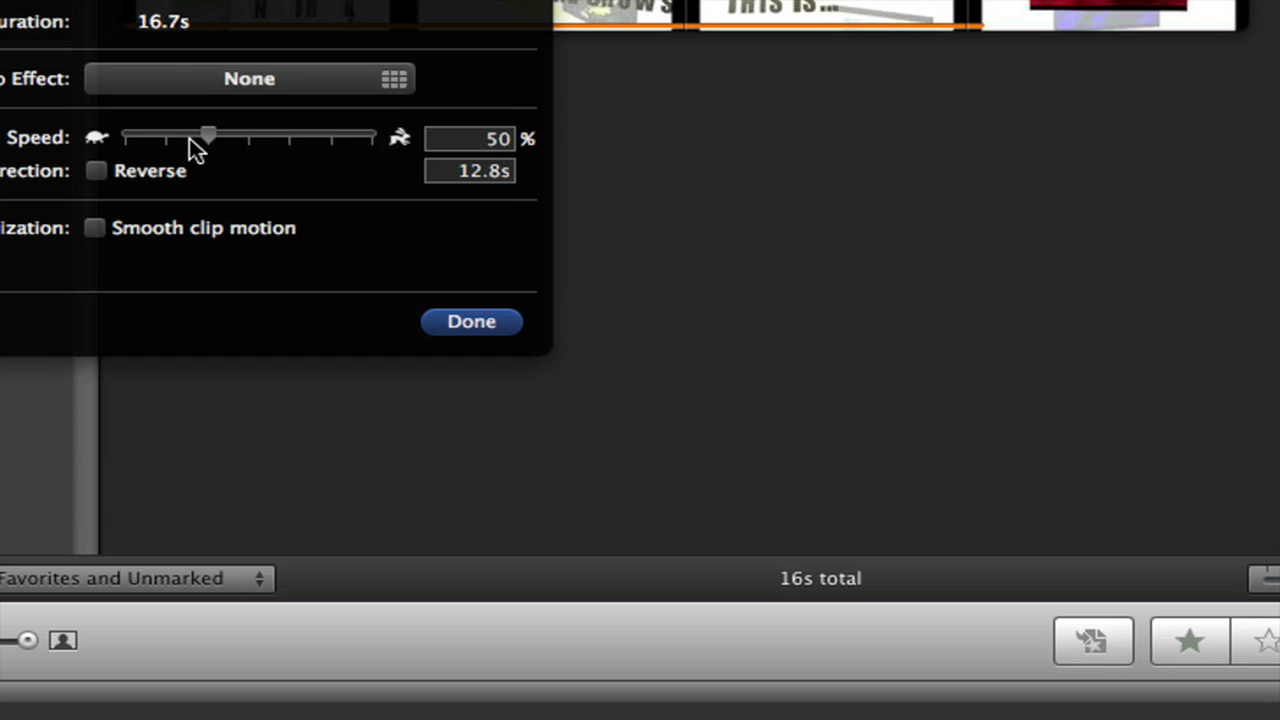 THIS IS...
uration: 16.7s
o Effect: None
Speed: 50 %
rection: Reverse 12.8s
ization: Smooth clip motion
Done
Favorites and Unmarked 16s total